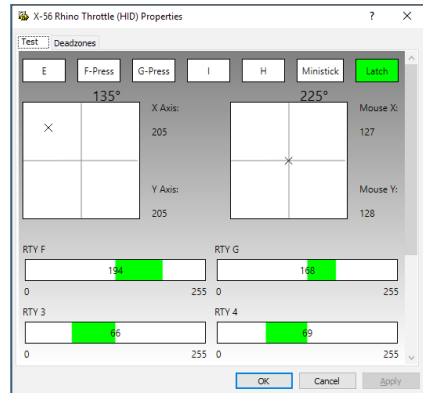 X-56 Rhino Throttle (HID) Properties ? ×
Test Deadzones
E F-Press G-Press I H Ministick Latch
135° 225°
X Axis: Mouse X:
205 127
Y Axis: Mouse Y:
205 128
RTY F RTY G
194 168
0 255 0 255
RTY 3 RTY 4
66 69
0 255 0 255
OK Cancel Apply